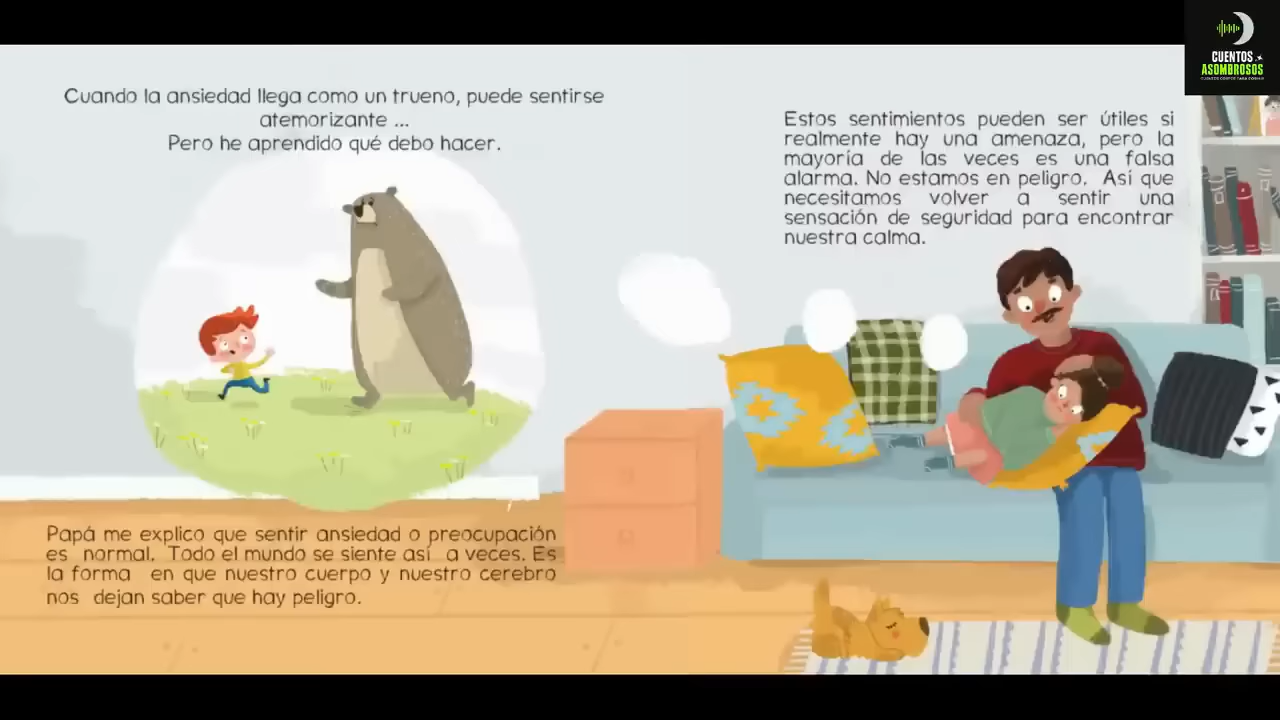 Cuando la ansiedad llega como un trueno, puede sentirse
atemorizante ...
Pero he aprendido qué debo hacer.
Papá me explico que sentir ansiedad o preocupación
es normal. Todo el mundo se siente así a veces. Es
la forma en que nuestro cuerpo y nuestro cerebro
nos dejan saber que hay peligro.
Estos sentimientos pueden ser útiles si
realmente hay una amenaza, pero la
mayoría de las veces es una falsa
alarma. No estamos en peligro. Así que
necesitamos volver a sentir una
sensación de seguridad para encontrar
nuestra calma.
CUENTOS
ASOMBROSOS